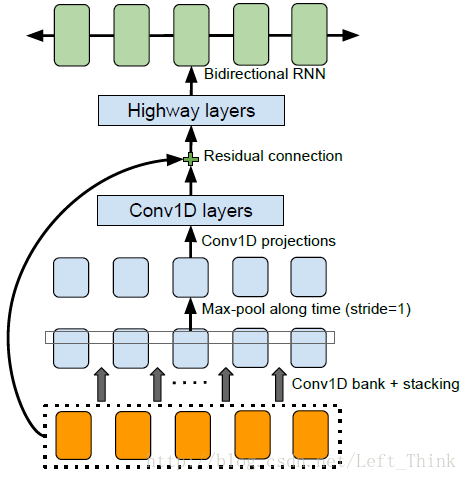 Bidirectional RNN
Highway layers
Residual connection
Conv1D layers
Conv1D projections
Max-pool along time (stride=1)
Conv1D bank + stacking
http://blog.csdn.net/Left_Think